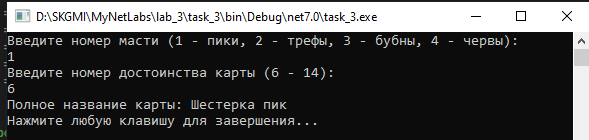 D:\SKGMI\MyNetLabs\lab_3\task_3\bin\Debug\net7.0\task_3.exe
Введите номер масти (1 - пики, 2 - трефы, 3 - бубны, 4 - червы):
1
Введите номер достоинства карты (6 - 14):
6
Полное название карты: Шестерка пик
Нажмите любую клавишу для завершения...